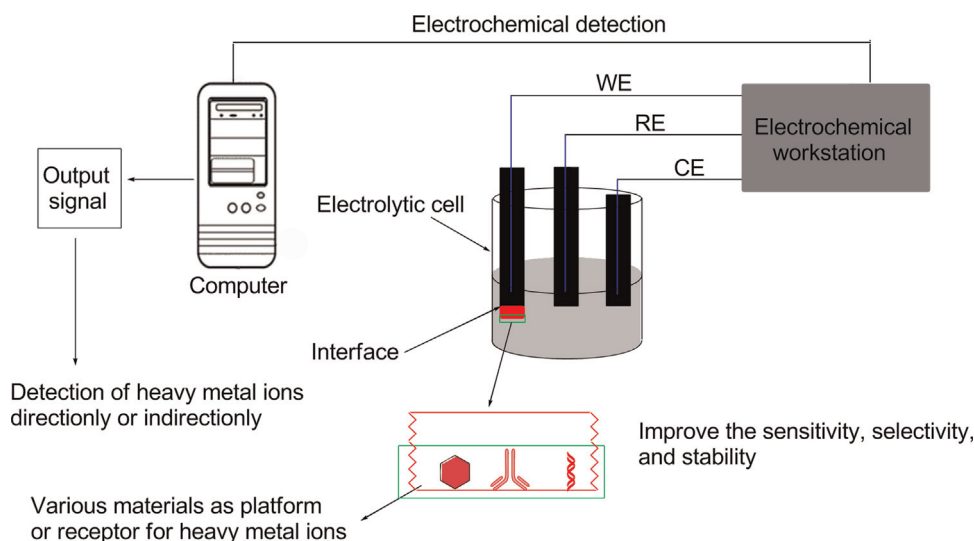 Electrochemical detection
WE
RE
CE
Electrochemical
workstation
Output
signal
Electrolytic cell
Computer
Interface
Detection of heavy metal ions
directionly or indirectionly
Improve the sensitivity, selectivity,
and stability
Various materials as platform
or receptor for heavy metal ions